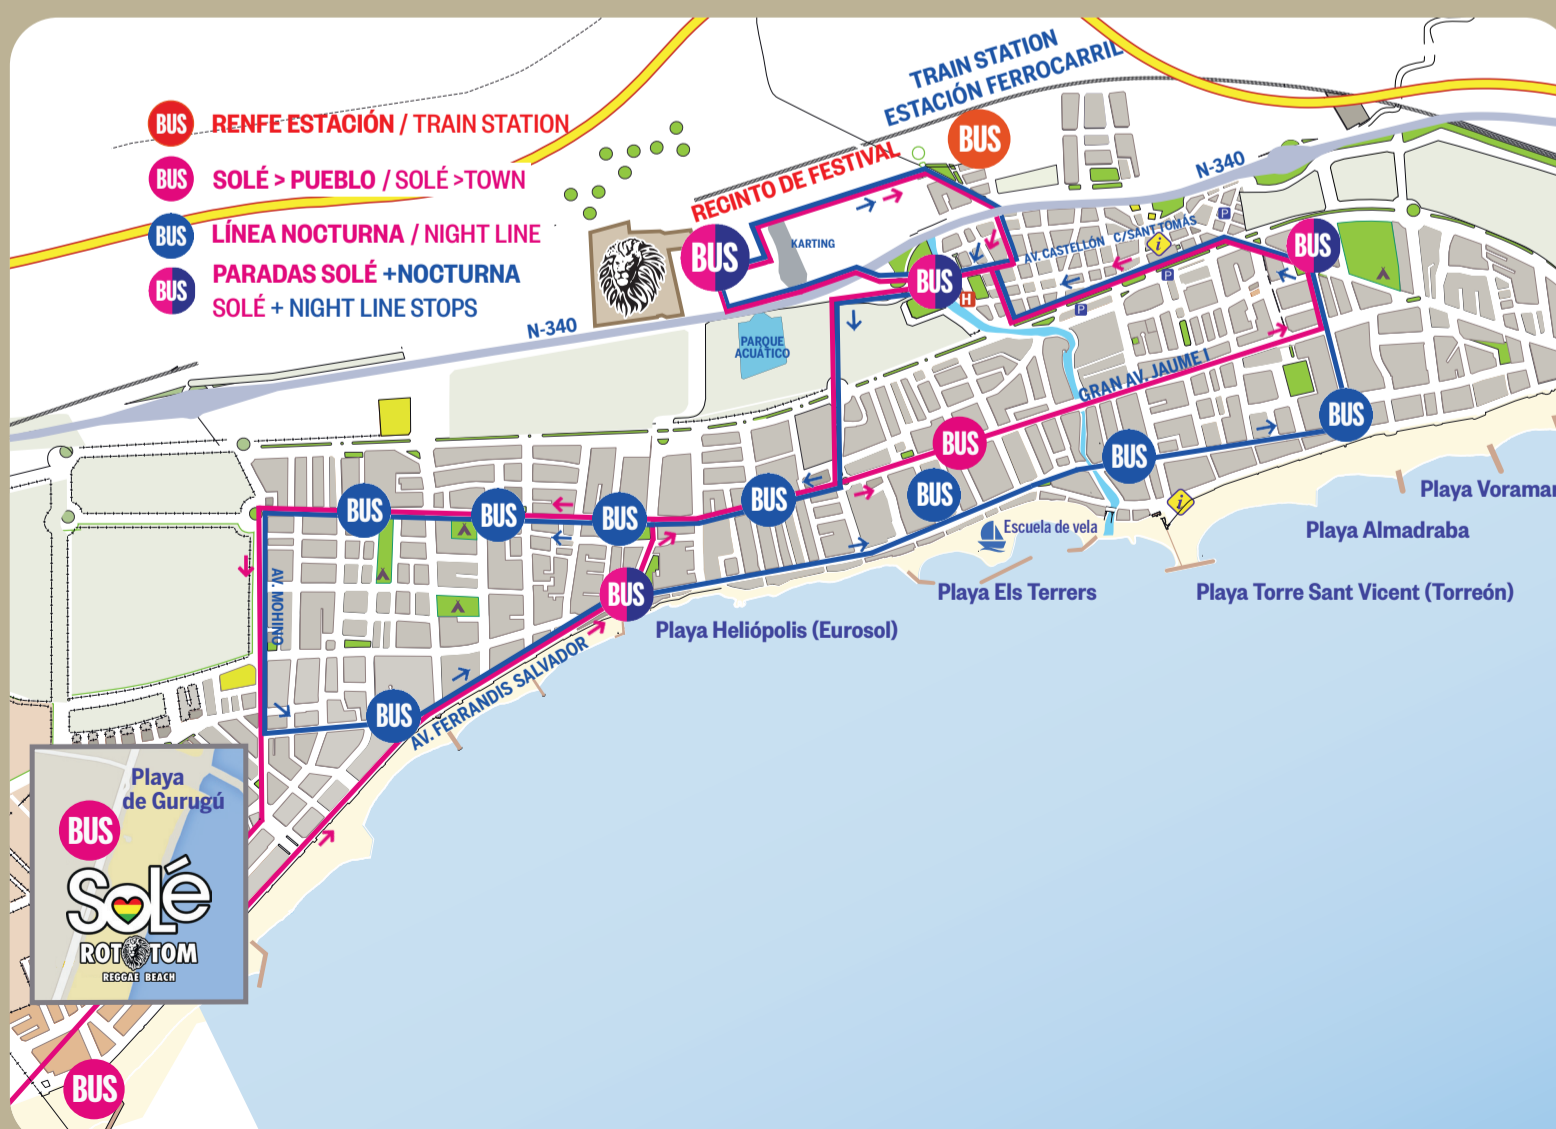 BUS RENFE ESTACIÓN / TRAIN STATION
BUS SOLÉ > PUEBLO / SOLÉ >TOWN
BUS LÍNEA NOCTURNA / NIGHT LINE
BUS PARADAS SOLÉ +NOCTURNA
SOLÉ + NIGHT LINE STOPS
TRAIN STATION
ESTACIÓN FERROCARRIL
BUS
RECINTO DE FESTIVAL
N-340
BUS
KARTING
AV. CASTELLÓN C/SANT TOMÀS
P
i
P
P
BUS
BUS
H
N-340
PARQUE
ACUÁTICO
GRAN AV. JAUME I
BUS
BUS
BUS
BUS
BUS
BUS
BUS
BUS
BUS
i
Playa Voramar
Escuela de vela
Playa Almadraba
AV. MOHINO
BUS
Playa Els Terrers
Playa Torre Sant Vicent (Torreón)
Playa Heliópolis (Eurosol)
AV. FERRANDIS SALVADOR
BUS
Playa
de Gurugú
BUS
Solé
ROTOTOM
REGGAE BEACH
BUS